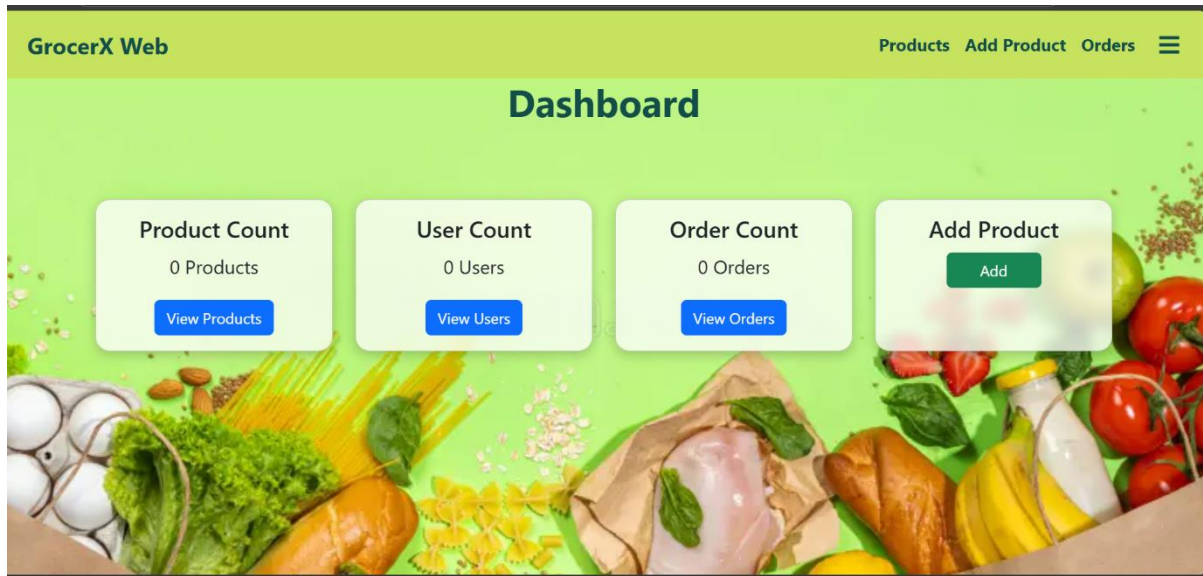 GrocerX Web
Products Add Product Orders
Dashboard
Product Count
0 Products
View Products
User Count
0 Users
View Users
Order Count
0 Orders
View Orders
Add Product
Add